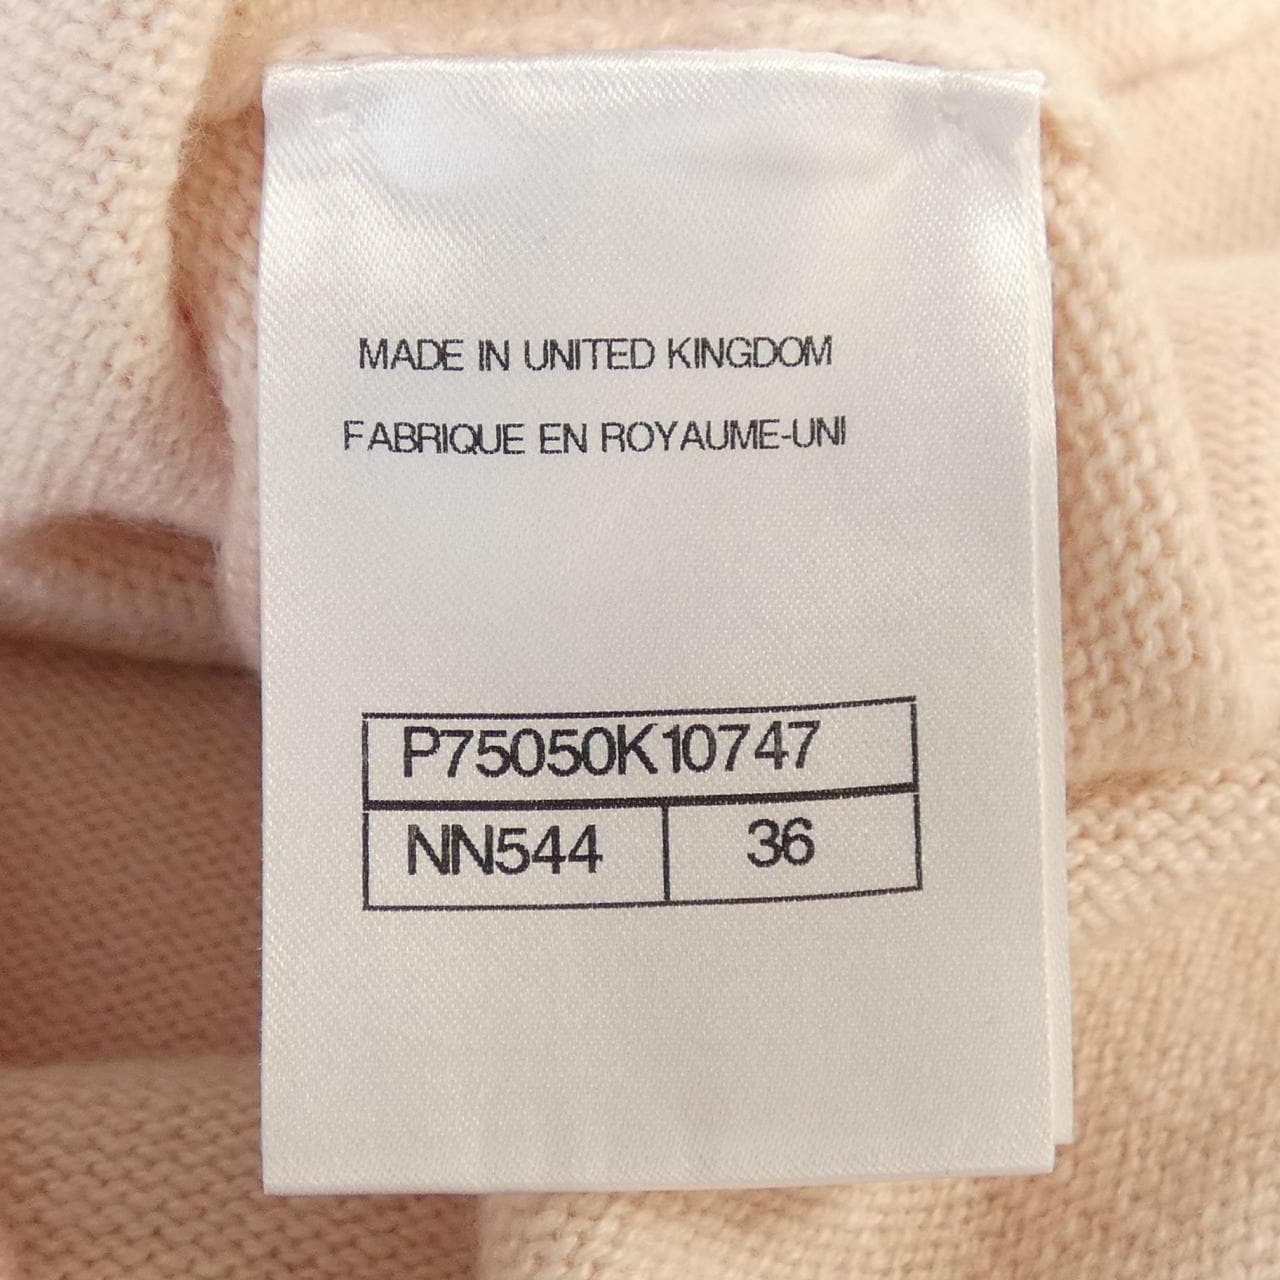 MADE IN UNITED KINGDOM
FABRIQUE EN ROYAUME-UNI
P75050K10747
NN544 36